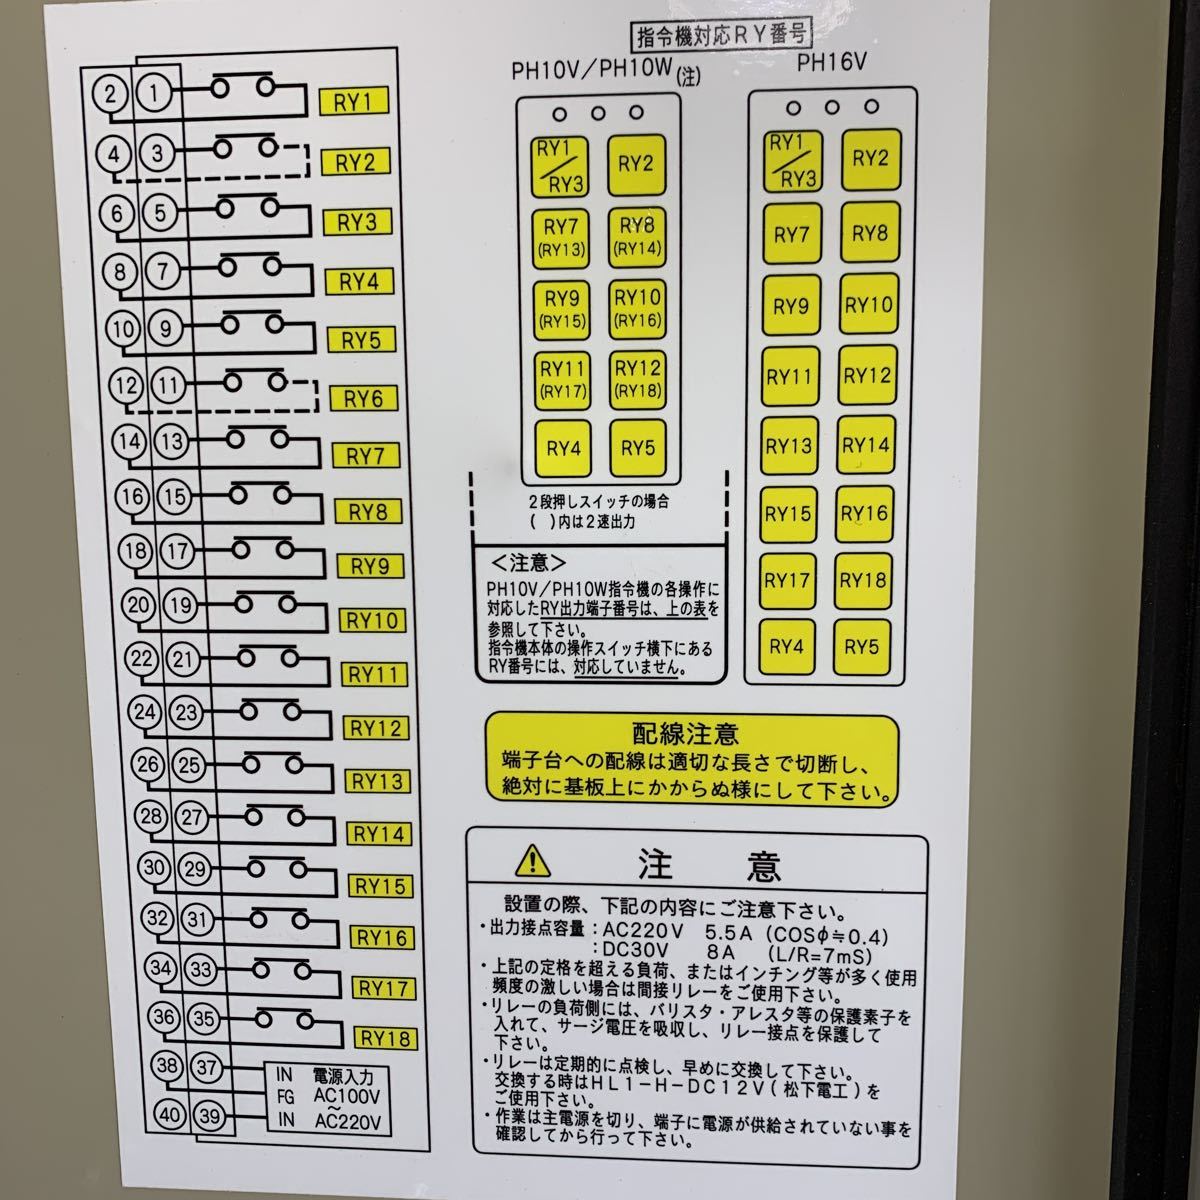 指令機対応RY番号
② ① RY1
④ ③ RY2
⑥ ⑤ RY3
⑧ ⑦ RY4
⑩ ⑨ RY5
⑫ ⑪ RY6
⑭ ⑬ RY7
⑯ ⑮ RY8
⑱ ⑰ RY9
⑳ ⑲ RY10
㉒ ㉑ RY11
㉔ ㉓ RY12
㉖ ㉕ RY13
㉘ ㉗ RY14
㉚ ㉙ RY15
㉜ ㉛ RY16
㉞ ㉝ RY17
㊱ ㉟ RY18
㊳ ㊲ IN 電源入力
FG AC100V
~
㊵ ㊴ IN AC220V
PH10V/PH10W(注)
RY1/RY3 RY2
RY7 RY8
(RY13) (RY14)
RY9 RY10
(RY15) (RY16)
RY11 RY12
(RY17) (RY18)
RY4 RY5
2段押しスイッチの場合
( )内は2速出力
PH16V
RY1/RY3 RY2
RY7 RY8
RY9 RY10
RY11 RY12
RY13 RY14
RY15 RY16
RY17 RY18
RY4 RY5
<注意>
PH10V/PH10W指令機の各操作に
対応したRY出力端子番号は、上の表を
参照して下さい。
指令機本体の操作スイッチ横下にある
RY番号には、対応していません。
配線注意
端子台への配線は適切な長さで切断し、
絶対に基板上にかからぬ様にして下さい。
注 意
設置の際、下記の内容にご注意下さい。
・出力接点容量:AC220V 5.5A (COSφ≒0.4)
:DC30V 8A (L/R=7mS)
・上記の定格を超える負荷、またはインチング等が多く使用
頻度の激しい場合は間接リレーをご使用下さい。
・リレーの負荷側には、バリスタ・アレスタ等の保護素子を
入れて、サージ電圧を吸収し、リレー接点を保護して
下さい。
・リレーは定期的に点検し、早めに交換して下さい。
交換する時はHL1-H-DC12V(松下電工)を
ご使用下さい。
・作業は主電源を切り、端子に電源が供給されていない事を
確認してから行って下さい。